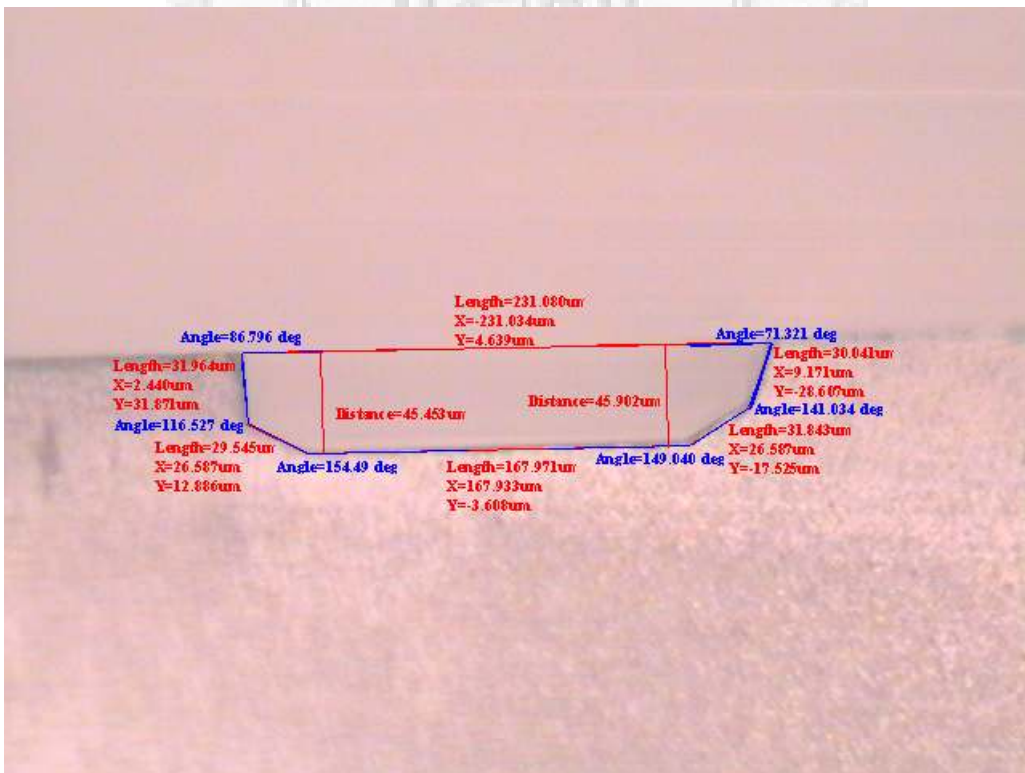 Length=231.080um
X=-231.034um
Y=4.639um
Angle=86.796 deg
Angle=71.321 deg
Length=31.964um
X=2.440um
Y=31.871um
Length=30.041um
X=9.171um
Y=-28.607um
Distance=45.453um
Distance=45.902um
Angle=116.527 deg
Angle=141.034 deg
Length=29.545um
X=26.587um
Y=12.886um
Length=31.843um
X=26.587um
Y=-17.525um
Angle=154.49 deg
Angle=149.040 deg
Length=167.971um
X=167.933um
Y=-3.608um